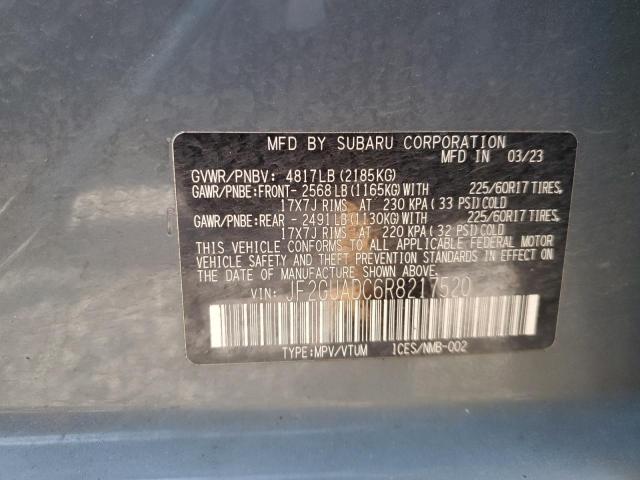 MFD BY SUBARU CORPORATION
MFD IN 03/23
GVWR/PNBV: 4817LB (2185KG)
GAWR/PNBE:FRONT- 2568LB (1165KG) WITH 225/60R17 TIRES,
17X7J RIMS AT 230 KPA (33 PSI) COLD
GAWR/PNBE:REAR - 2491LB (1130KG) WITH 225/60R17 TIRES,
17X7J RIMS AT 220 KPA (32 PSI) COLD
THIS VEHICLE CONFORMS TO ALL APPLICABLE FEDERAL MOTOR
VEHICLE SAFETY AND THEFT PREVENTION STANDARDS IN EFFECT
ON THE DATE OF MANUFACTURE SHOWN ABOVE.
VIN: JF2GUADC6R8217520
TYPE:MPV/VTUM 1CES/NMB-002